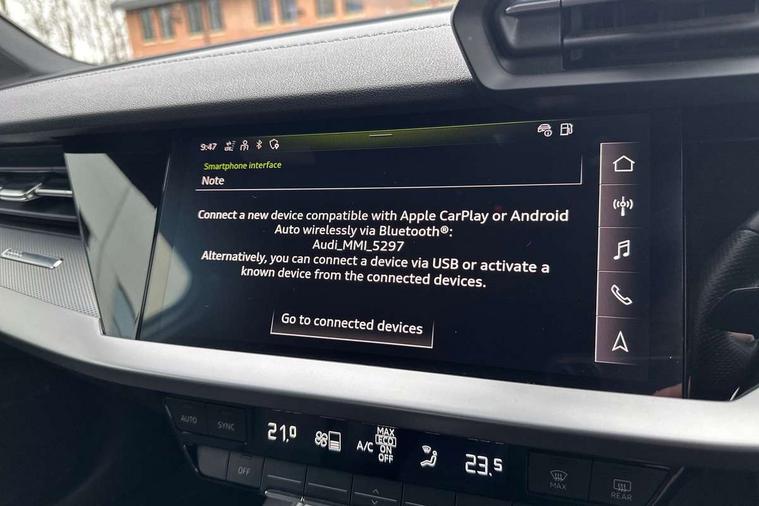 9:47
Smartphone interface
Note
Connect a new device compatible with Apple CarPlay or Android
Auto wirelessly via Bluetooth®:
Audi_MMI_5297
Alternatively, you can connect a device via USB or activate a
known device from the connected devices.
Go to connected devices
AUTO
SYNC
21.0
A/C
MAX
ECO
ON
OFF
23.5
OFF
MAX
REAR